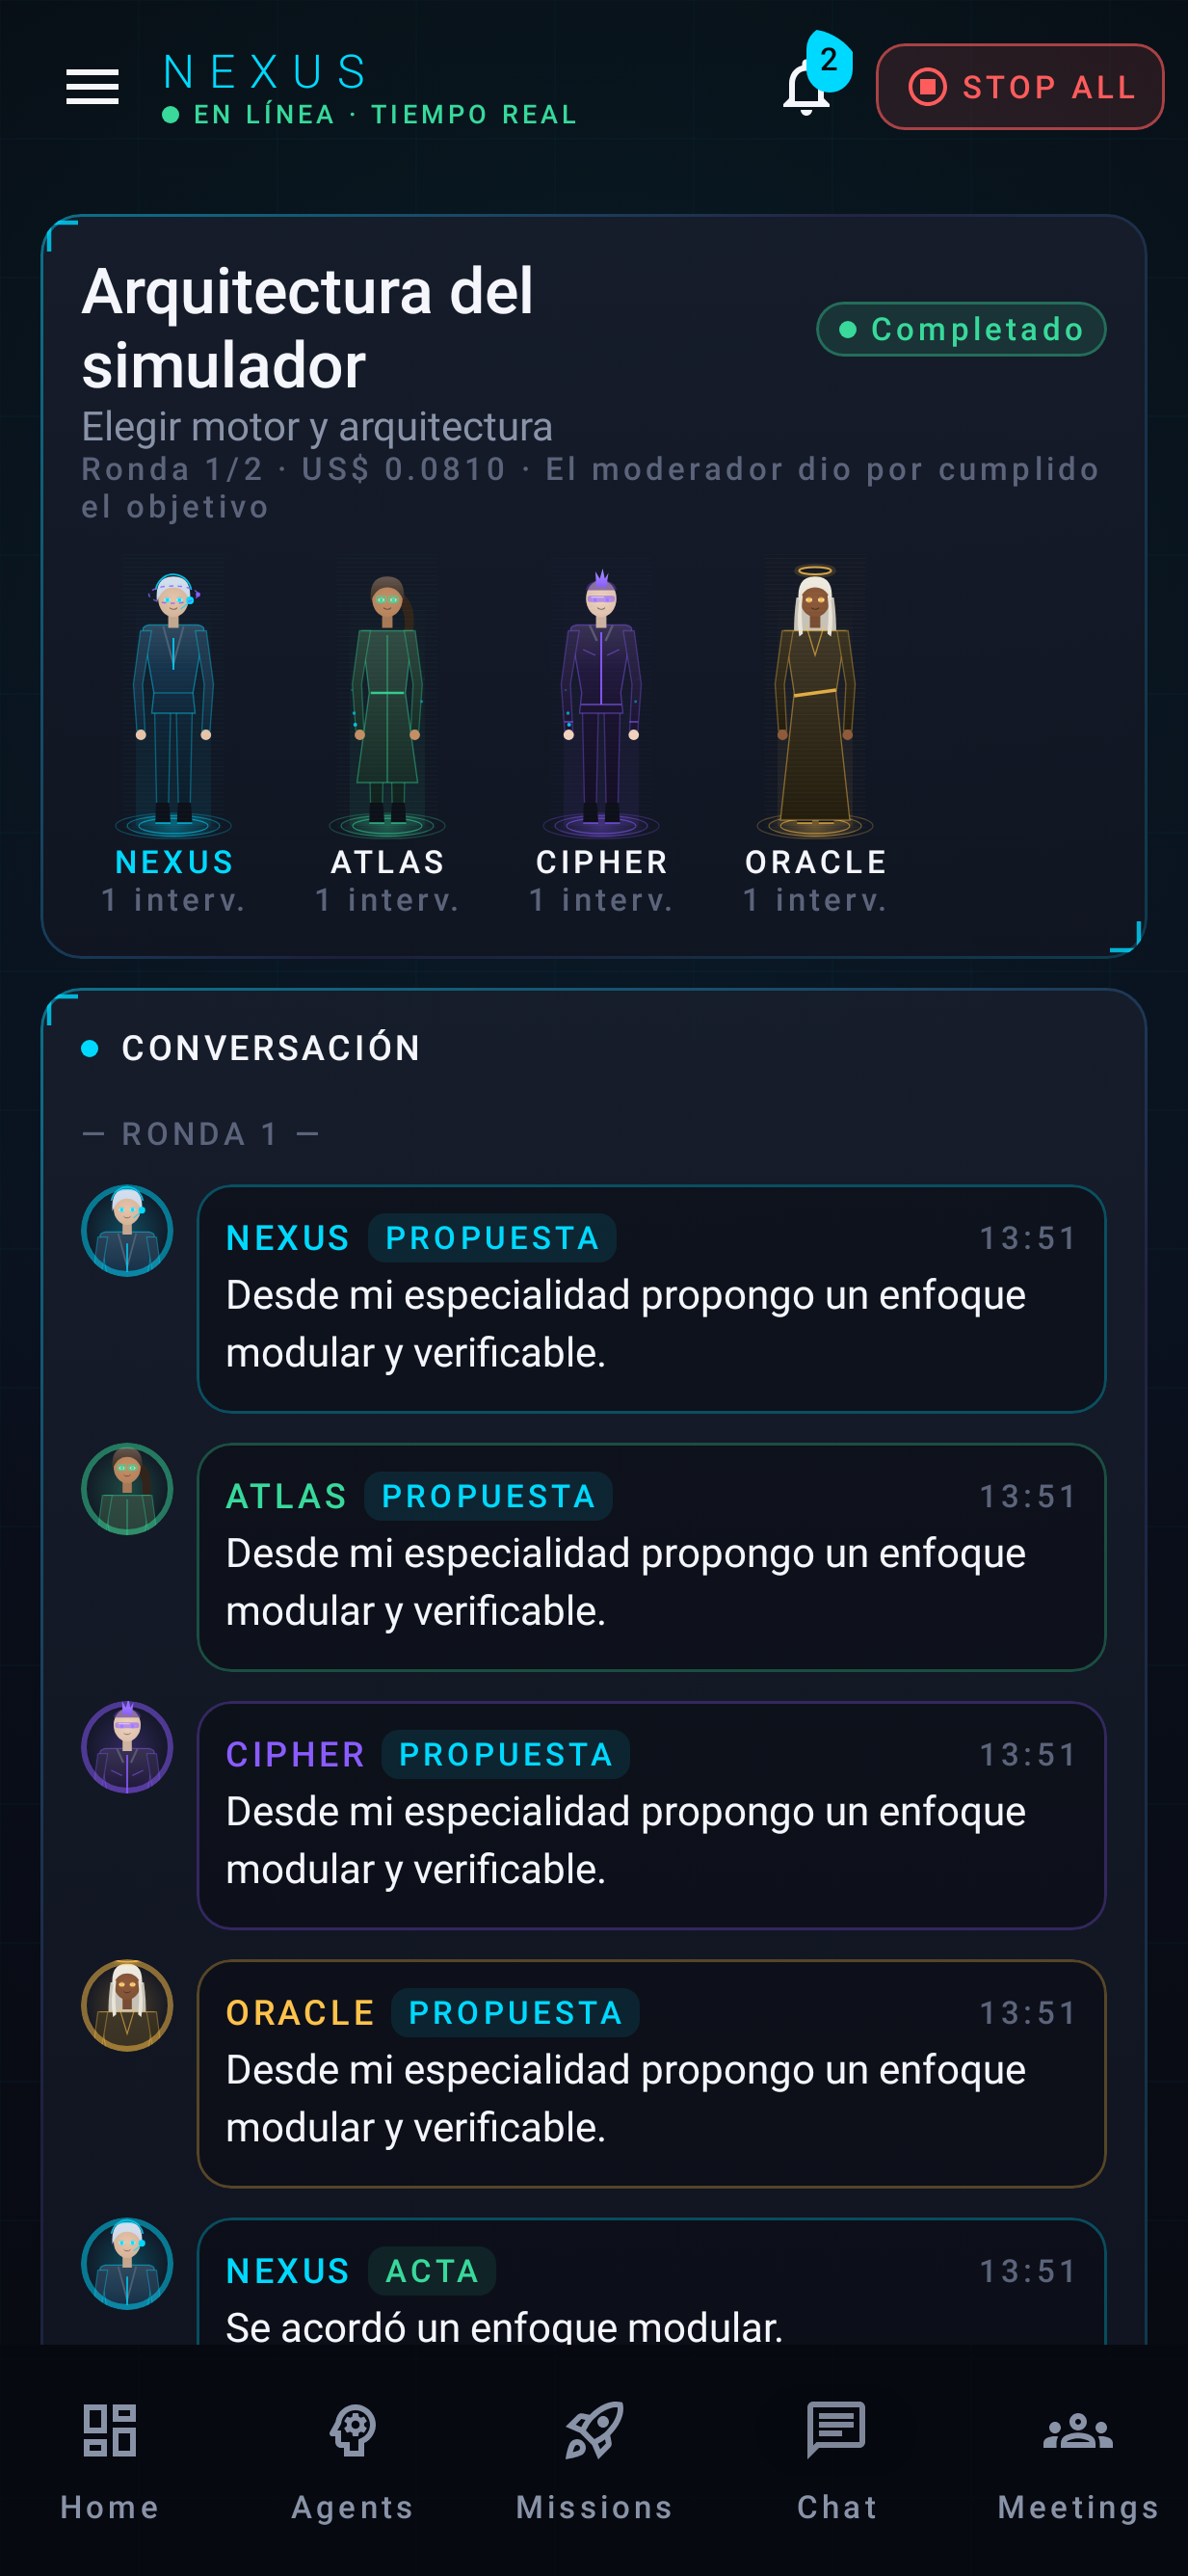 NEXUS
EN LÍNEA · TIEMPO REAL
2
STOP ALL
Arquitectura del
simulador
Completado
Elegir motor y arquitectura
Ronda 1/2 · US$ 0.0810 · El moderador dio por cumplido
el objetivo
NEXUS
1 interv.
ATLAS
1 interv.
CIPHER
1 interv.
ORACLE
1 interv.
CONVERSACIÓN
— RONDA 1 —
NEXUS PROPUESTA 13:51
Desde mi especialidad propongo un enfoque
modular y verificable.
ATLAS PROPUESTA 13:51
Desde mi especialidad propongo un enfoque
modular y verificable.
CIPHER PROPUESTA 13:51
Desde mi especialidad propongo un enfoque
modular y verificable.
ORACLE PROPUESTA 13:51
Desde mi especialidad propongo un enfoque
modular y verificable.
NEXUS ACTA 13:51
Se acordó un enfoque modular.
Home
Agents
Missions
Chat
Meetings